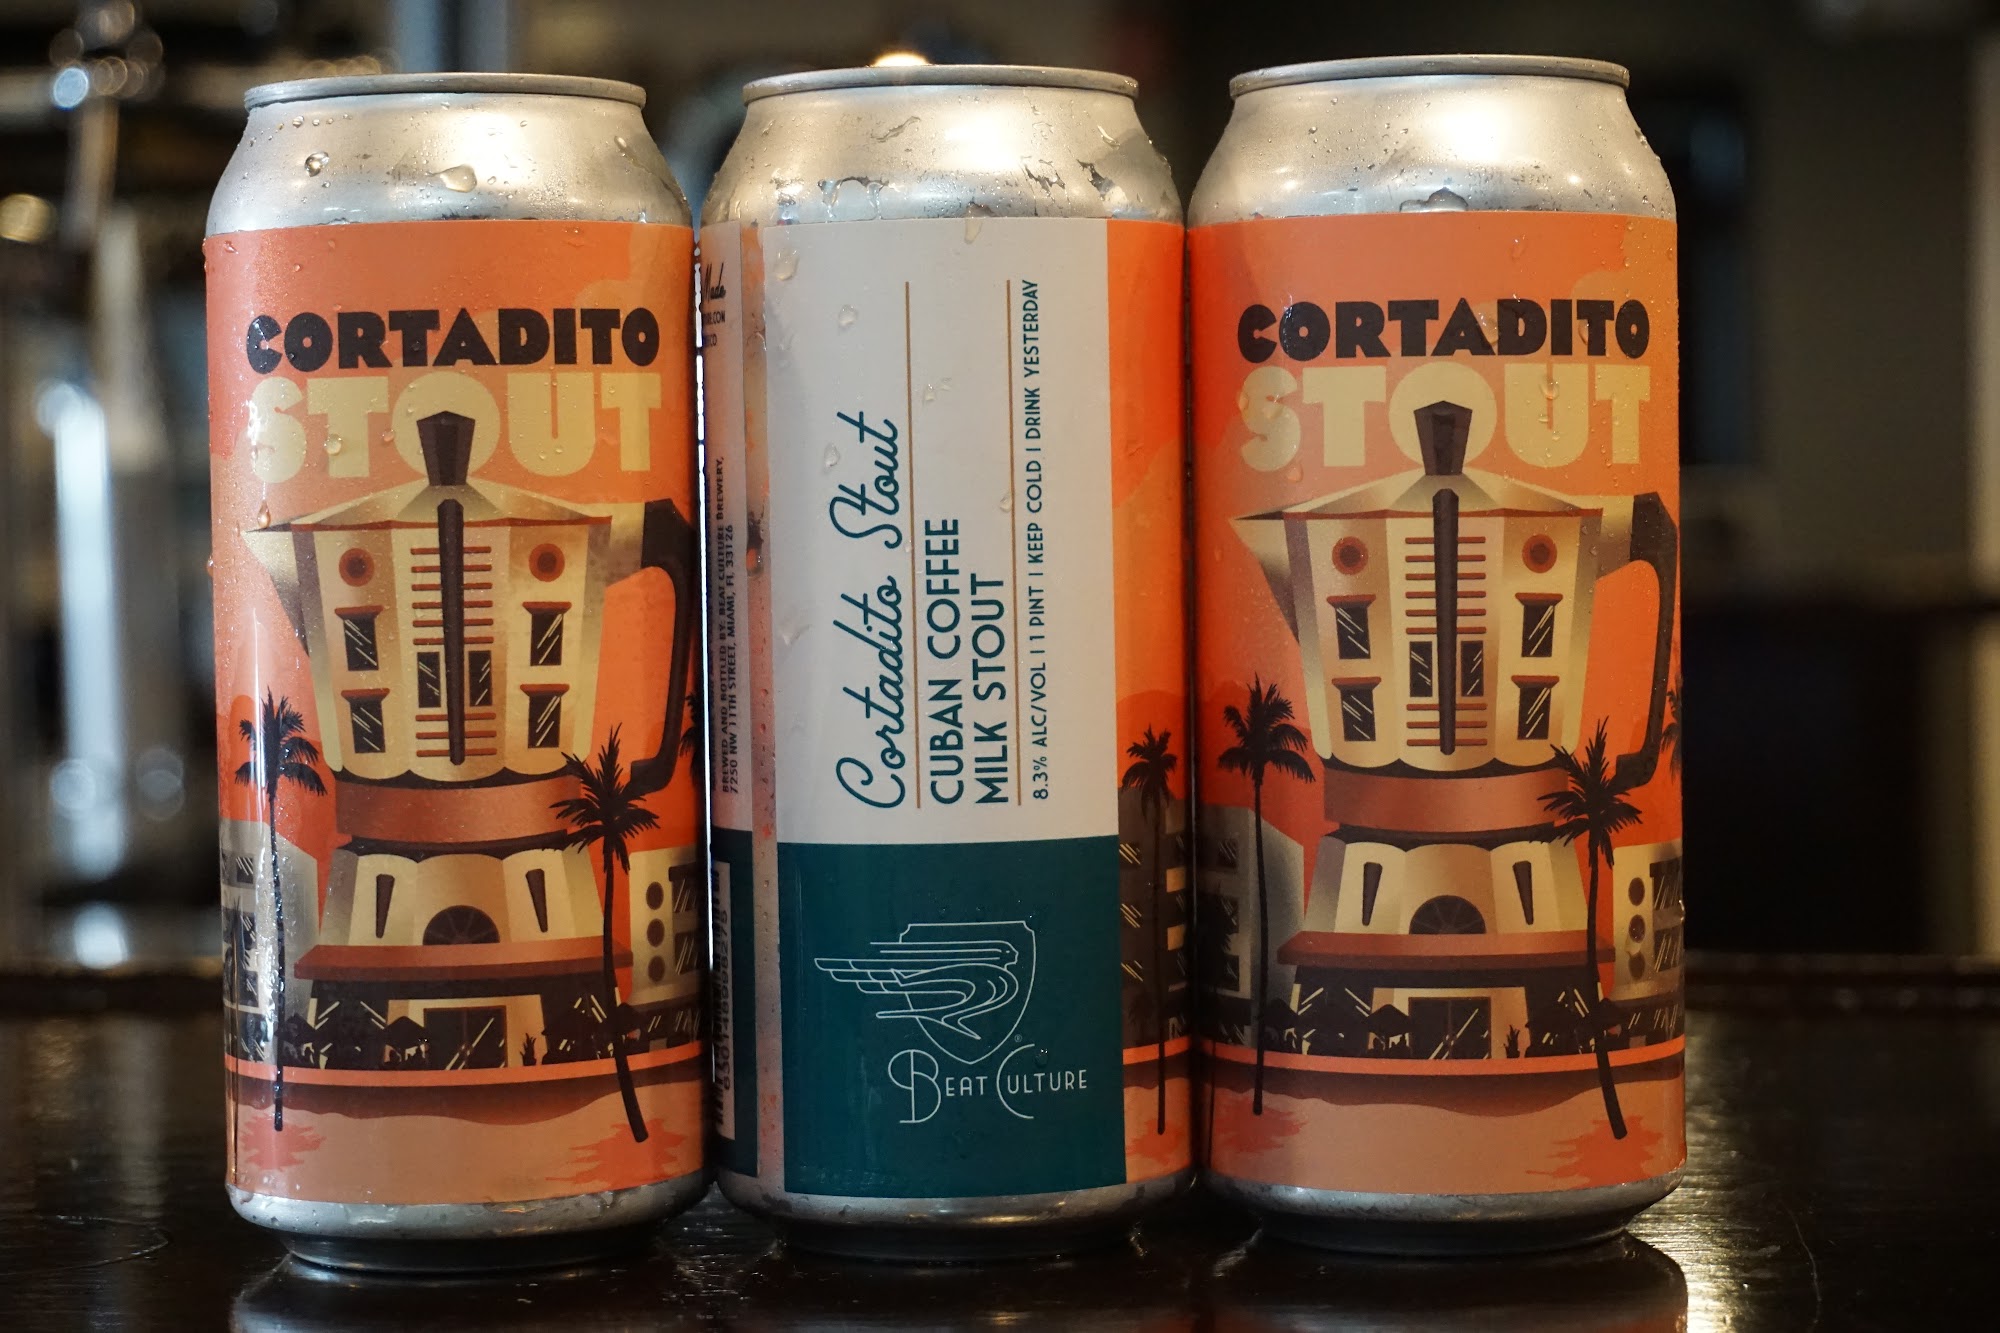 CORTADITO
STOUT
Made
BREWED AND BOTTLED BY: BEAT CULTURE BREWERY,
7250 NW 11TH STREET, MIAMI, FL 33126
Cortadito Stout
CUBAN COFFEE
MILK STOUT
8.3% ALC/VOL | 1 PINT | KEEP COLD | DRINK YESTERDAY
BEAT CULTURE
CORTADITO
STOUT